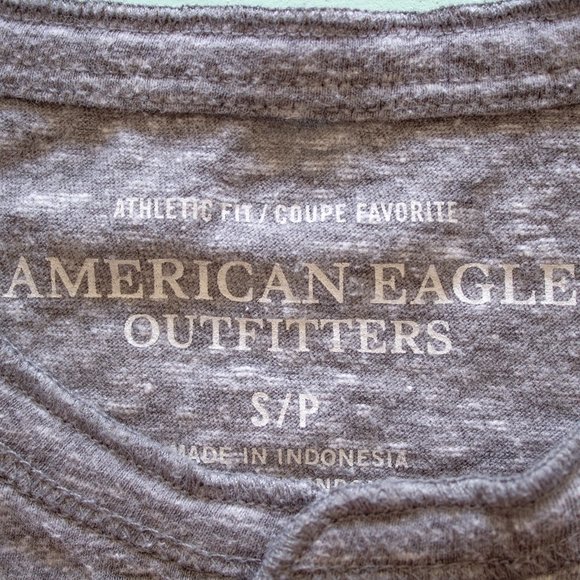 ATHLETIC FIT / COUPE FAVORITE
AMERICAN EAGLE
OUTFITTERS
S/P
MADE IN INDONESIA